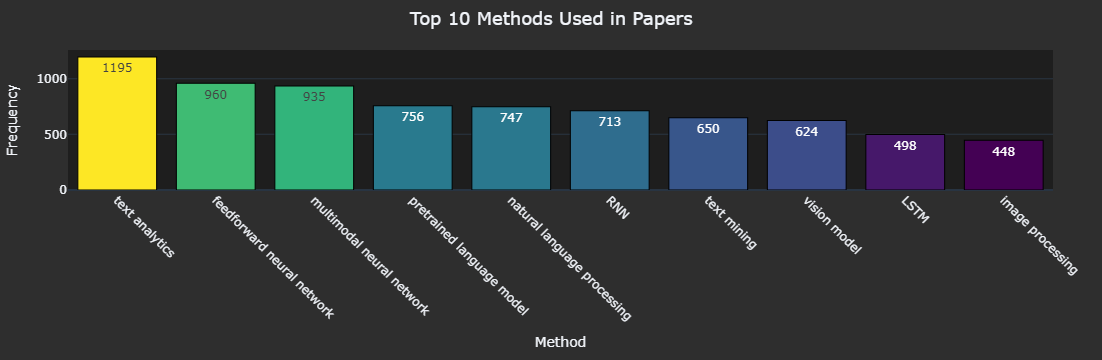 Top 10 Methods Used in Papers
Frequency
1000
500
0
1195
960
935
756
747
713
650
624
498
448
text analytics
feedforward neural network
multimodal neural network
pretrained language model
natural language processing
RNN
text mining
vision model
LSTM
image processing
Method